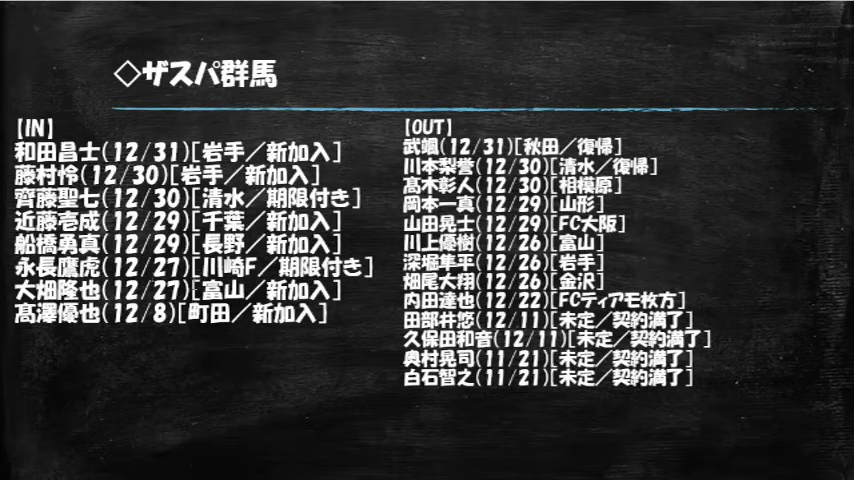 ◇ザスパ群馬
【IN】
和田昌士(12/31)[岩手／新加入]
藤村怜(12/30)[岩手／新加入]
齊藤聖七(12/30)[清水／期限付き]
近藤壱成(12/29)[千葉／新加入]
船橋勇真(12/29)[長野／新加入]
永長鷹虎(12/27)[川崎F／期限付き]
大畑隆也(12/27)[富山／新加入]
髙澤優也(12/8)[町田／新加入]
【OUT】
武颯(12/31)[秋田／復帰]
川本梨誉(12/30)[清水／復帰]
髙木彰人(12/30)[相模原]
岡本一真(12/29)[山形]
山田晃士(12/29)[FC大阪]
川上優樹(12/26)[富山]
深堀隼平(12/26)[岩手]
畑尾大翔(12/26)[金沢]
内田達也(12/22)[FCティアモ枚方]
田部井悠(12/11)[未定／契約満了]
久保田和音(12/11)[未定／契約満了]
奥村晃司(11/21)[未定／契約満了]
白石智之(11/21)[未定／契約満了]